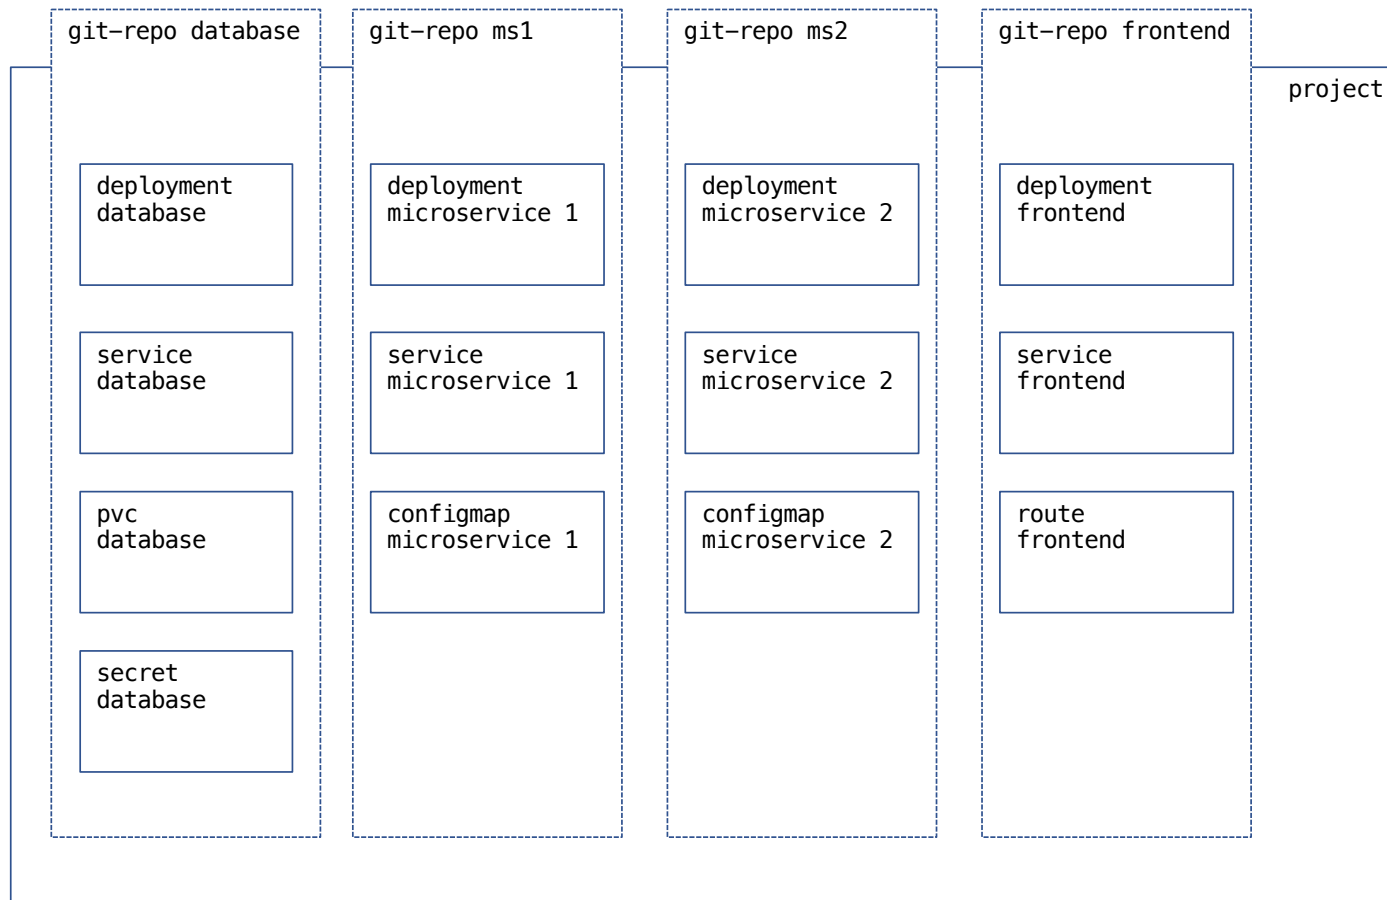 git-repo database
git-repo ms1
git-repo ms2
git-repo frontend
project
deployment
database
deployment
microservice 1
deployment
microservice 2
deployment
frontend
service
database
service
microservice 1
service
microservice 2
service
frontend
pvc
database
configmap
microservice 1
configmap
microservice 2
route
frontend
secret
database